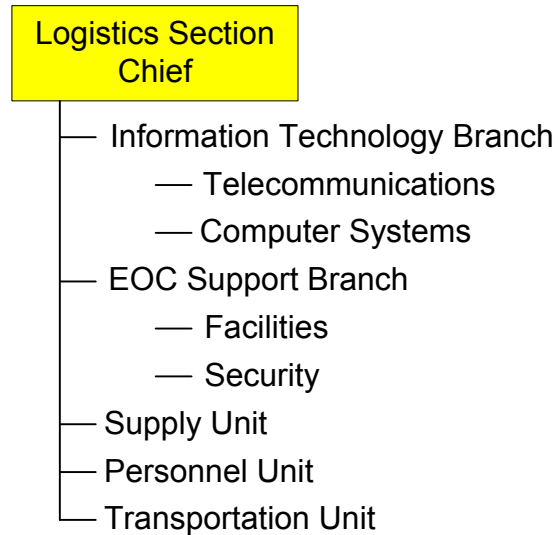 Logistics Section
Chief
Information Technology Branch
Telecommunications
Computer Systems
EOC Support Branch
Facilities
Security
Supply Unit
Personnel Unit
Transportation Unit